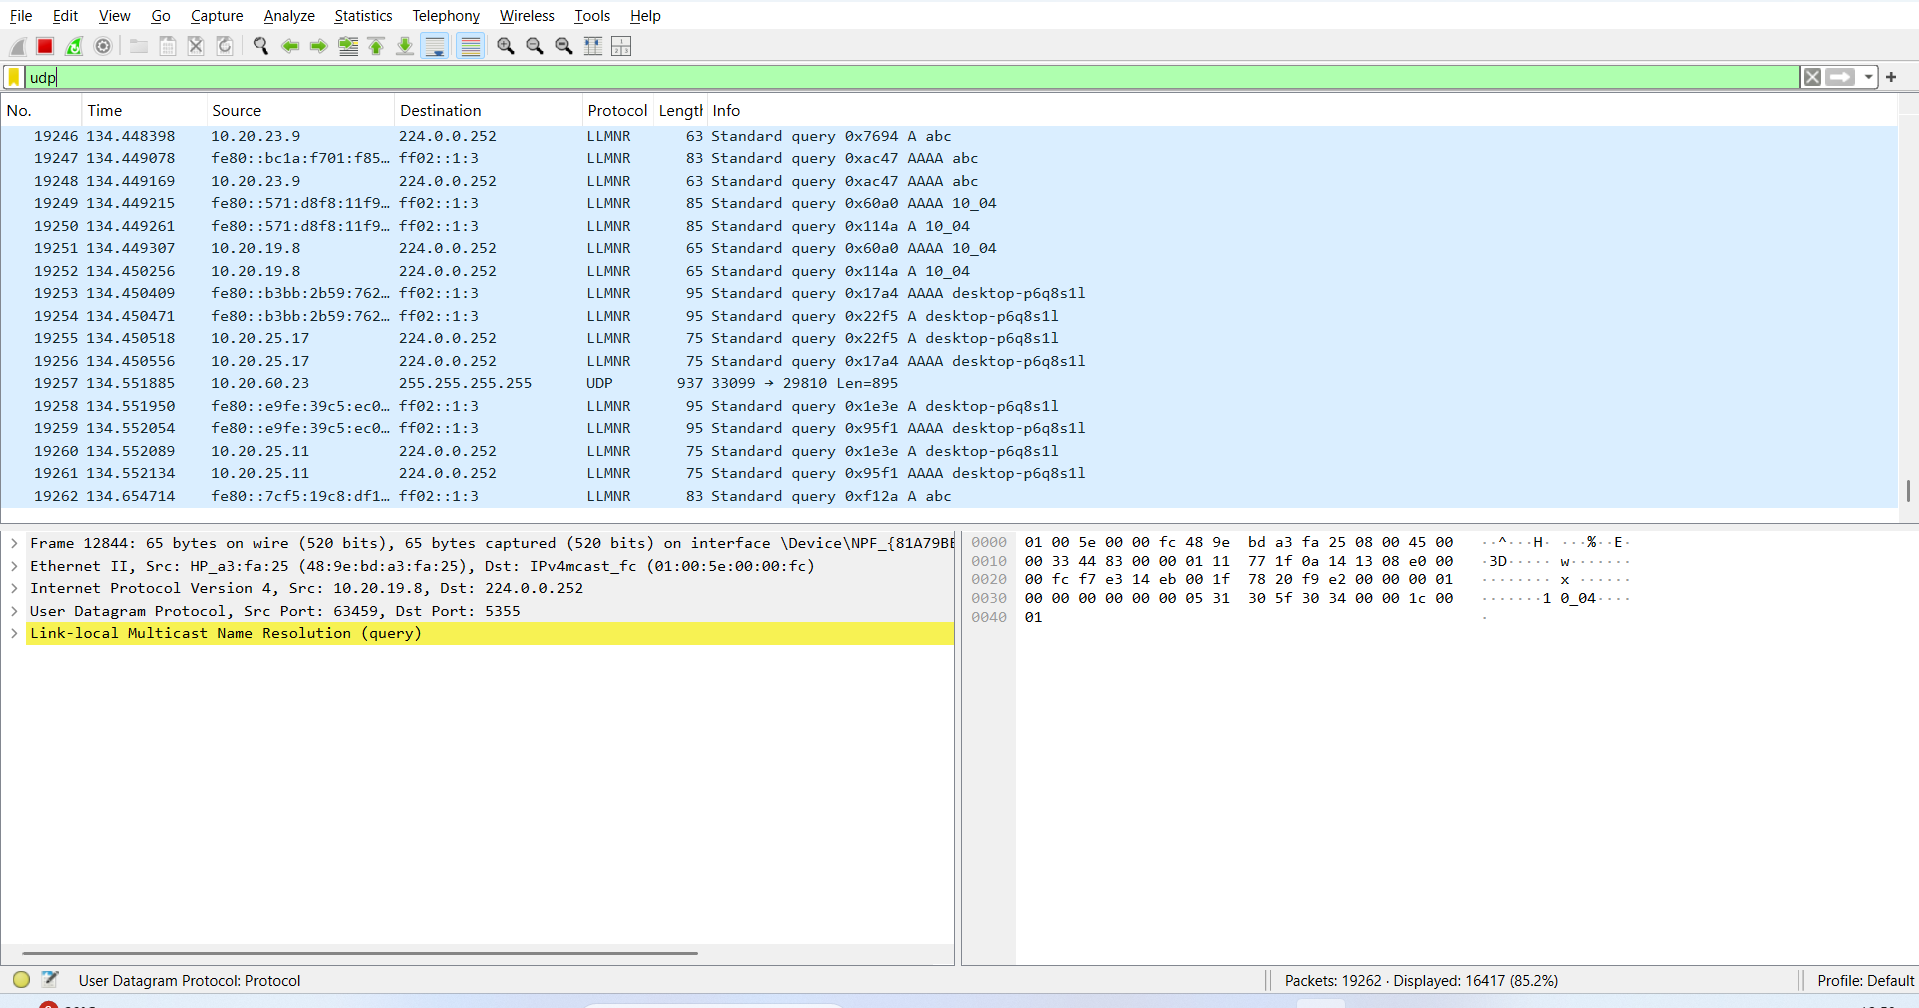 File Edit View Go Capture Analyze Statistics Telephony Wireless Tools Help
udp
No. Time Source Destination Protocol Length Info
19246 134.448398 10.20.23.9 224.0.0.252 LLMNR 63 Standard query 0x7694 A abc
19247 134.449078 fe80::bc1a:f701:f85… ff02::1:3 LLMNR 83 Standard query 0xac47 AAAA abc
19248 134.449169 10.20.23.9 224.0.0.252 LLMNR 63 Standard query 0xac47 AAAA abc
19249 134.449215 fe80::571:d8f8:11f9… ff02::1:3 LLMNR 85 Standard query 0x60a0 AAAA 10_04
19250 134.449261 fe80::571:d8f8:11f9… ff02::1:3 LLMNR 85 Standard query 0x114a A 10_04
19251 134.449307 10.20.19.8 224.0.0.252 LLMNR 65 Standard query 0x60a0 AAAA 10_04
19252 134.450256 10.20.19.8 224.0.0.252 LLMNR 65 Standard query 0x114a A 10_04
19253 134.450409 fe80::b3bb:2b59:762… ff02::1:3 LLMNR 95 Standard query 0x17a4 AAAA desktop-p6q8s1l
19254 134.450471 fe80::b3bb:2b59:762… ff02::1:3 LLMNR 95 Standard query 0x22f5 A desktop-p6q8s1l
19255 134.450518 10.20.25.17 224.0.0.252 LLMNR 75 Standard query 0x22f5 A desktop-p6q8s1l
19256 134.450556 10.20.25.17 224.0.0.252 LLMNR 75 Standard query 0x17a4 AAAA desktop-p6q8s1l
19257 134.551885 10.20.60.23 255.255.255.255 UDP 937 33099 → 29810 Len=895
19258 134.551950 fe80::e9fe:39c5:ec0… ff02::1:3 LLMNR 95 Standard query 0x1e3e A desktop-p6q8s1l
19259 134.552054 fe80::e9fe:39c5:ec0… ff02::1:3 LLMNR 95 Standard query 0x95f1 AAAA desktop-p6q8s1l
19260 134.552089 10.20.25.11 224.0.0.252 LLMNR 75 Standard query 0x1e3e A desktop-p6q8s1l
19261 134.552134 10.20.25.11 224.0.0.252 LLMNR 75 Standard query 0x95f1 AAAA desktop-p6q8s1l
19262 134.654714 fe80::7cf5:19c8:df1… ff02::1:3 LLMNR 83 Standard query 0xf12a A abc
Frame 12844: 65 bytes on wire (520 bits), 65 bytes captured (520 bits) on interface \Device\NPF_{81A79BE
Ethernet II, Src: HP_a3:fa:25 (48:9e:bd:a3:fa:25), Dst: IPv4mcast_fc (01:00:5e:00:00:fc)
Internet Protocol Version 4, Src: 10.20.19.8, Dst: 224.0.0.252
User Datagram Protocol, Src Port: 63459, Dst Port: 5355
Link-local Multicast Name Resolution (query)
0000 01 00 5e 00 00 fc 48 9e bd a3 fa 25 08 00 45 00 ··^···H· ···%··E·
0010 00 33 44 83 00 00 01 11 77 1f 0a 14 13 08 e0 00 ·3D····· w·······
0020 00 fc f7 e3 14 eb 00 1f 78 20 f9 e2 00 00 00 01 ········ x ······
0030 00 00 00 00 00 00 05 31 30 5f 30 34 00 00 1c 00 ·······1 0_04····
0040 01 ·
User Datagram Protocol: Protocol
Packets: 19262 · Displayed: 16417 (85.2%)
Profile: Default